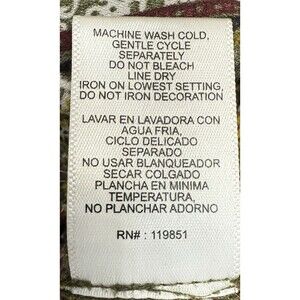 MACHINE WASH COLD,
GENTLE CYCLE
SEPARATELY
DO NOT BLEACH
LINE DRY
IRON ON LOWEST SETTING,
DO NOT IRON DECORATION
LAVAR EN LAVADORA CON
AGUA FRIA,
CICLO DELICADO
SEPARADO
NO USAR BLANQUEADOR
SECAR COLGADO
PLANCHA EN MINIMA
TEMPERATURA,
NO PLANCHAR ADORNO
RN# : 119851